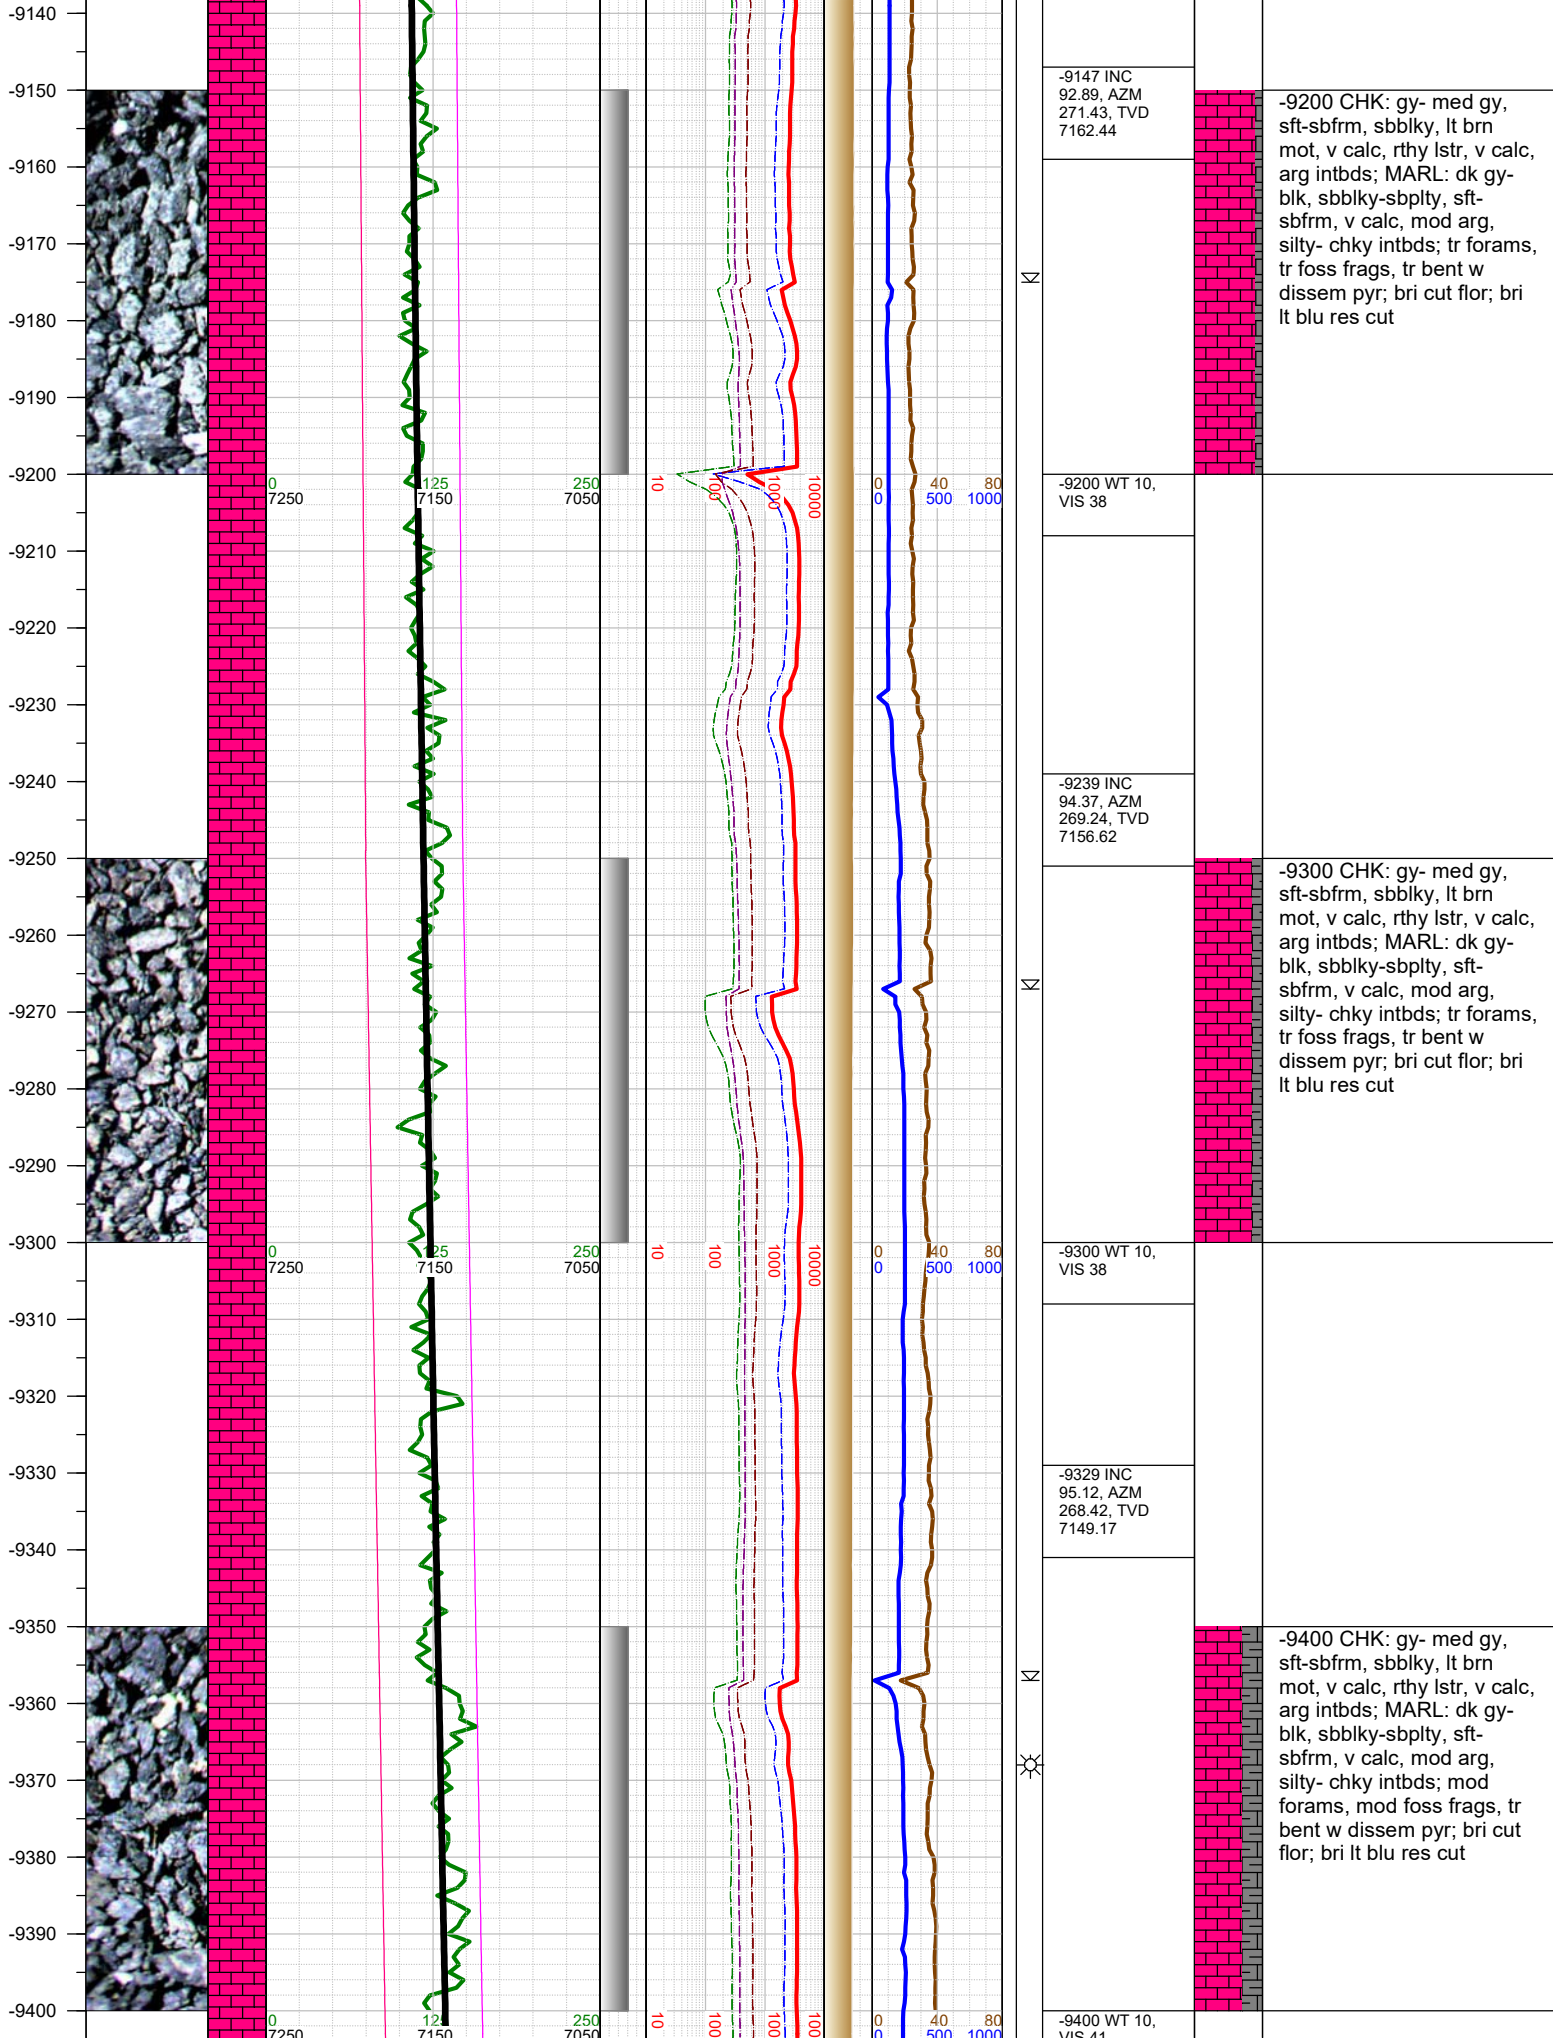 -9140
-9150
-9160
-9170
-9180
-9190
-9200
-9210
-9220
-9230
-9240
-9250
-9260
-9270
-9280
-9290
-9300
-9310
-9320
-9330
-9340
-9350
-9360
-9370
-9380
-9390
-9400
0 125 250
7250 7150 7050
10 100 1000 10000
0 40 80
0 500 1000
0 125 250
7250 7150 7050
10 100 1000 10000
0 40 80
0 500 1000
0 250
7250 7150 7050
10
0 40 80
0 500 1000
-9147 INC
92.89, AZM
271.43, TVD
7162.44
-9200 WT 10,
VIS 38
-9239 INC
94.37, AZM
269.24, TVD
7156.62
-9300 WT 10,
VIS 38
-9329 INC
95.12, AZM
268.42, TVD
7149.17
-9400 WT 10,
VIS 41
-9200 CHK: gy- med gy,
sft-sbfrm, sbblky, lt brn
mot, v calc, rthy lstr, v calc,
arg intbds; MARL: dk gy-
blk, sbblky-sbplty, sft-
sbfrm, v calc, mod arg,
silty- chky intbds; tr forams,
tr foss frags, tr bent w
dissem pyr; bri cut flor; bri
lt blu res cut
-9300 CHK: gy- med gy,
sft-sbfrm, sbblky, lt brn
mot, v calc, rthy lstr, v calc,
arg intbds; MARL: dk gy-
blk, sbblky-sbplty, sft-
sbfrm, v calc, mod arg,
silty- chky intbds; tr forams,
tr foss frags, tr bent w
dissem pyr; bri cut flor; bri
lt blu res cut
-9400 CHK: gy- med gy,
sft-sbfrm, sbblky, lt brn
mot, v calc, rthy lstr, v calc,
arg intbds; MARL: dk gy-
blk, sbblky-sbplty, sft-
sbfrm, v calc, mod arg,
silty- chky intbds; mod
forams, mod foss frags, tr
bent w dissem pyr; bri cut
flor; bri lt blu res cut